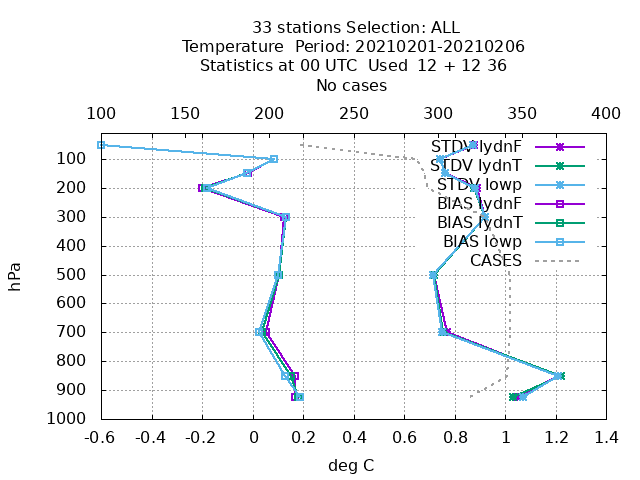 33 stations Selection: ALL
Temperature  Period: 20210201-20210206
Statistics at 00 UTC  Used  12 + 12 36
No cases
100 150 200 250 300 350 400
STDV lydnF
STDV lydnT
STDV lowp
BIAS lydnF
BIAS lydnT
BIAS lowp
CASES
hPa
100
200
300
400
500
600
700
800
900
1000
-0.6 -0.4 -0.2 0 0.2 0.4 0.6 0.8 1 1.2 1.4
deg C